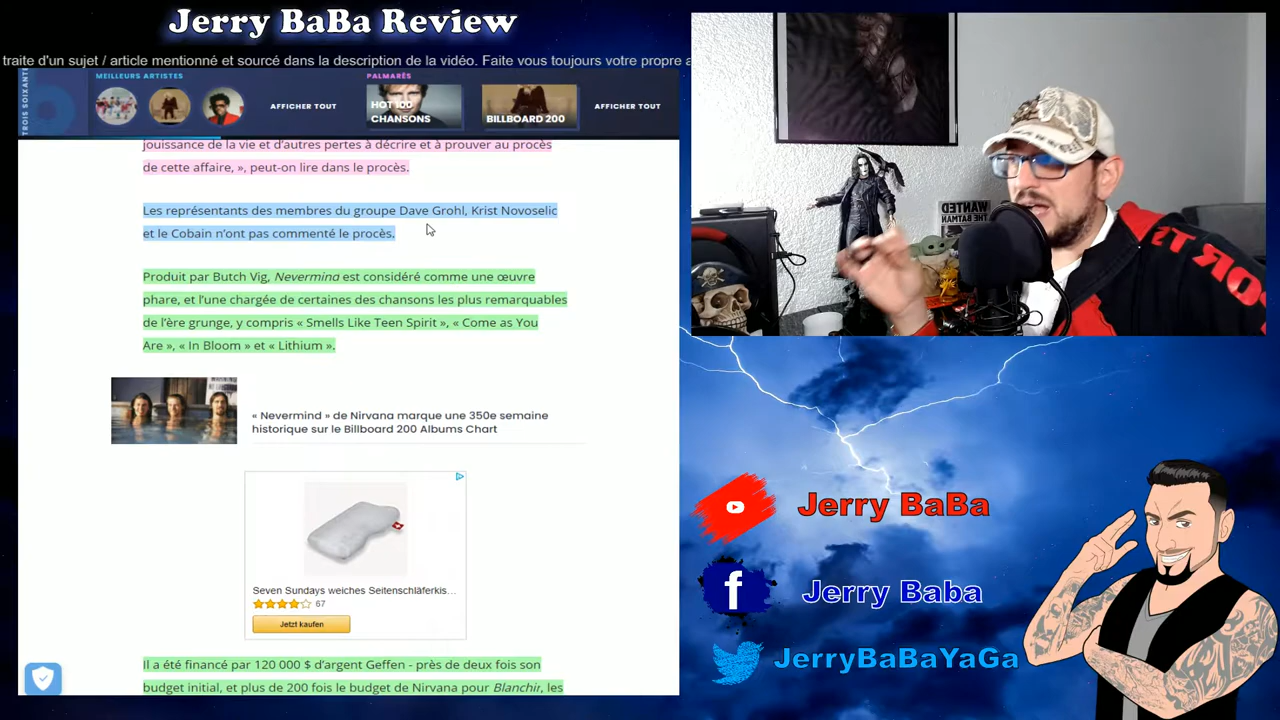 Jerry BaBa Review
traite d'un sujet / article mentionné et sourcé dans la description de la vidéo. Faite vous toujours votre propre a
TROIS SOIXANT
MEILLEURS ARTISTES
AFFICHER TOUT
PALMARÈS
HOT 100
CHANSONS
BILLBOARD 200
AFFICHER TOUT
jouissance de la vie et d'autres pertes à décrire et à prouver au procès
de cette affaire, », peut-on lire dans le procès.
Les représentants des membres du groupe Dave Grohl, Krist Novoselic
et le Cobain n'ont pas commenté le procès.
Produit par Butch Vig, Nevermind est considéré comme une œuvre
phare, et l'une chargée de certaines des chansons les plus remarquables
de l'ère grunge, y compris « Smells Like Teen Spirit », « Come as You
Are », « In Bloom » et « Lithium ».
« Nevermind » de Nirvana marque une 350e semaine
historique sur le Billboard 200 Albums Chart
Seven Sundays weiches Seitenschläferkis...
67
Jetzt kaufen
Il a été financé par 120 000 $ d'argent Geffen - près de deux fois son
budget initial, et plus de 200 fois le budget de Nirvana pour Blanchir, les
WANTED
THE BATMAN
Jerry BaBa
f
Jerry Baba
JerryBaBaYaGa